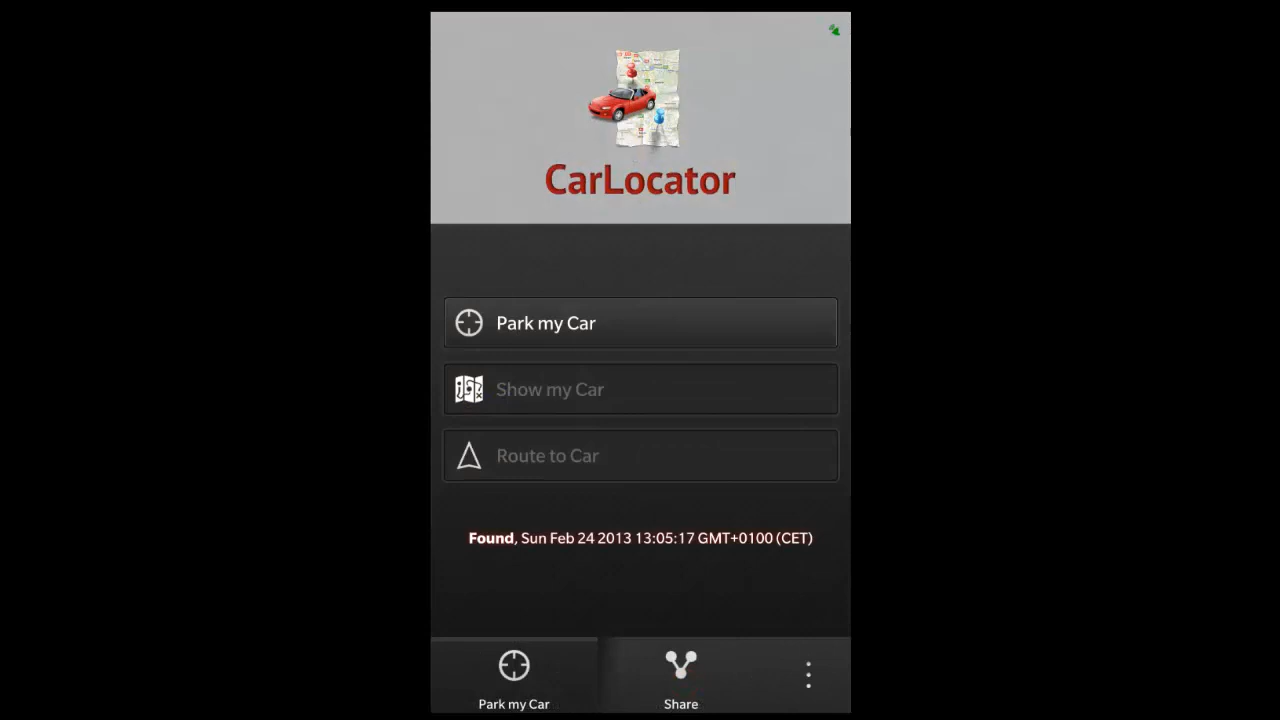 CarLocator
Park my Car
Show my Car
Route to Car
Found, Sun Feb 24 2013 13:05:17 GMT+0100 (CET)
Park my Car
Share